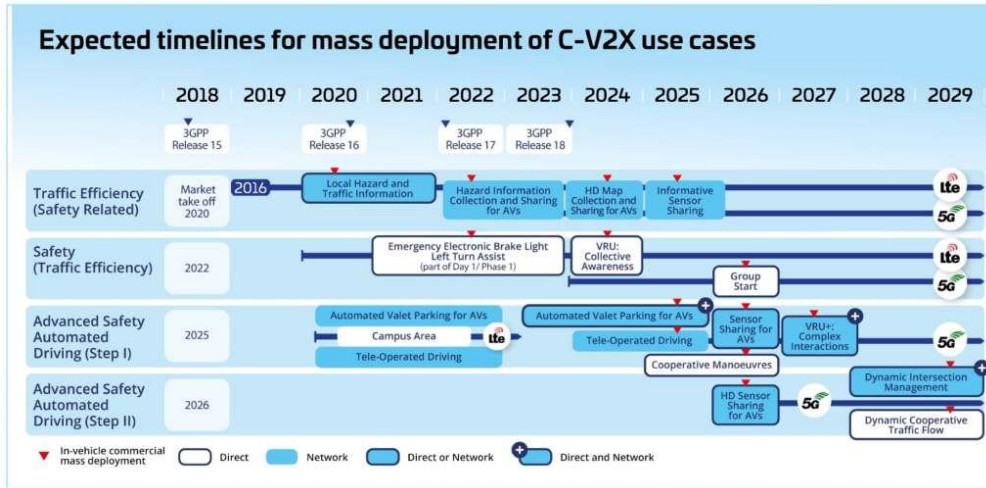 Expected timelines for mass deployment of C-V2X use cases
2018 2019 2020 2021 2022 2023 2024 2025 2026 2027 2028 2029
3GPP
Release 15
3GPP
Release 16
3GPP
Release 17
3GPP
Release 18
Traffic Efficiency
(Safety Related)
Market
take off
2020
2016
Local Hazard and
Traffic Information
Hazard Information
Collection and Sharing
for AVs
HD Map
Collection and
Sharing for AVs
Informative
Sensor
Sharing
LTE
5G
Safety
(Traffic Efficiency)
2022
Emergency Electronic Brake Light
Left Turn Assist
(part of Day 1/ Phase 1)
VRU:
Collective
Awareness
Group
Start
LTE
5G
Advanced Safety
Automated
Driving (Step I)
2025
Automated Valet Parking for AVs
Campus Area
LTE
Tele-Operated Driving
Automated Valet Parking for AVs
Tele-Operated Driving
Sensor
Sharing for
AVs
Cooperative Manoeuvres
VRU+:
Complex
Interactions
5G
Advanced Safety
Automated
Driving (Step II)
2026
HD Sensor
Sharing
for AVs
5G
Dynamic Intersection
Management
Dynamic Cooperative
Traffic Flow
In-vehicle commercial
mass deployment
Direct
Network
Direct or Network
Direct and Network